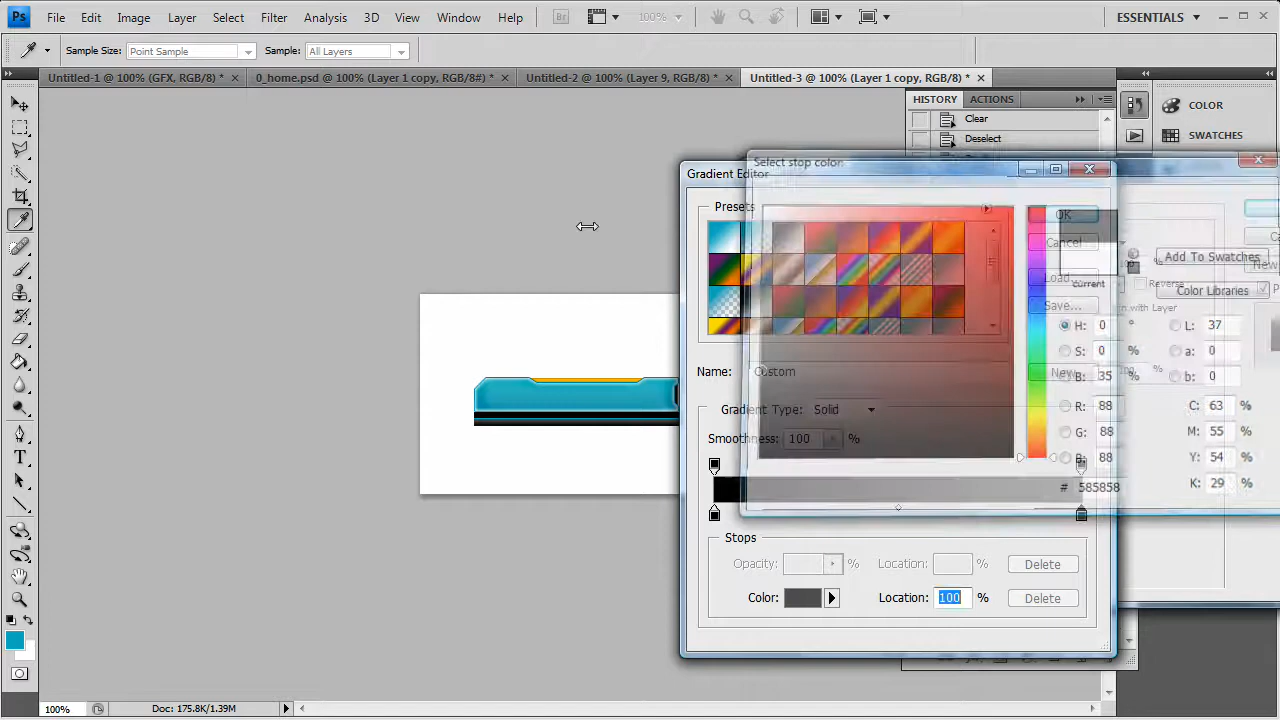 Ps File Edit Image Layer Select Filter Analysis 3D View Window Help Br 100% ESSENTIALS
Sample Size: Point Sample Sample: All Layers
Untitled-1 @ 100% (GFX, RGB/8) * 0_home.psd @ 100% (Layer 1 copy, RGB/8#) * Untitled-2 @ 100% (Layer 9, RGB/8) * Untitled-3 @ 100% (Layer 1 copy, RGB/8) *
HISTORY ACTIONS
COLOR
Clear
SWATCHES
Deselect
Select stop color:
Gradient Editor
Presets
OK
Cancel
Load
Save...
New
Add To Swatches
Current
Reverse
Color Libraries
H: 0 °
L: 37
S: 0 %
a: 0
B: 35 %
b: 0
Name: Custom
New
R: 88
C: 63 %
Gradient Type: Solid
G: 88
M: 55 %
Smoothness: 100 %
B: 88
Y: 54 %
# 585858
K: 29 %
Stops
Opacity: % Location: % Delete
Color: Location: 100 % Delete
T
100% Doc: 175.8K/1.39M